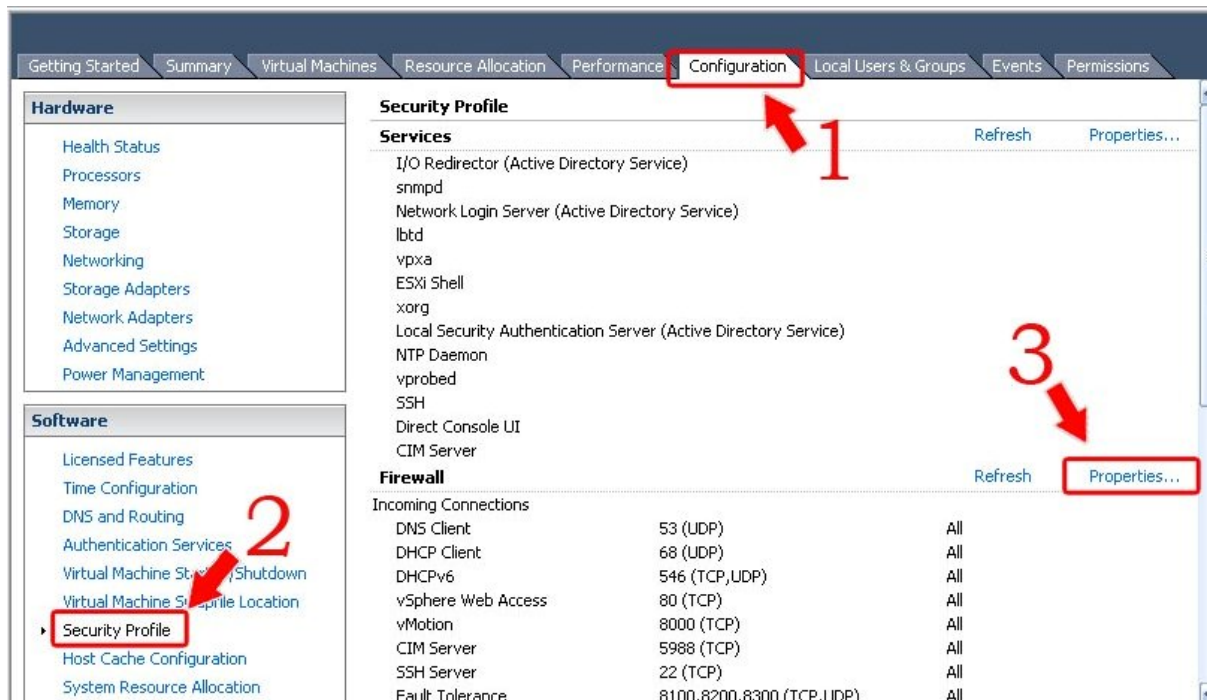 Getting Started Summary Virtual Machines Resource Allocation Performance Configuration Local Users & Groups Events Permissions
Hardware
Health Status
Processors
Memory
Storage
Networking
Storage Adapters
Network Adapters
Advanced Settings
Power Management
Software
Licensed Features
Time Configuration
DNS and Routing
Authentication Services
Virtual Machine /Shutdown
Virtual Machine Location
Security Profile
Host Cache Configuration
System Resource Allocation
2
Security Profile
1
Services Refresh Properties...
I/O Redirector (Active Directory Service)
snmpd
Network Login Server (Active Directory Service)
lbtd
vpxa
ESXi Shell
xorg
Local Security Authentication Server (Active Directory Service)
NTP Daemon
vprobed
SSH
Direct Console UI
CIM Server
3
Firewall Refresh Properties...
Incoming Connections
DNS Client 53 (UDP) All
DHCP Client 68 (UDP) All
DHCPv6 546 (TCP,UDP) All
vSphere Web Access 80 (TCP) All
vMotion 8000 (TCP) All
CIM Server 5988 (TCP) All
SSH Server 22 (TCP) All
Fault Tolerance 8100,8200,8300 (TCP,UDP) All